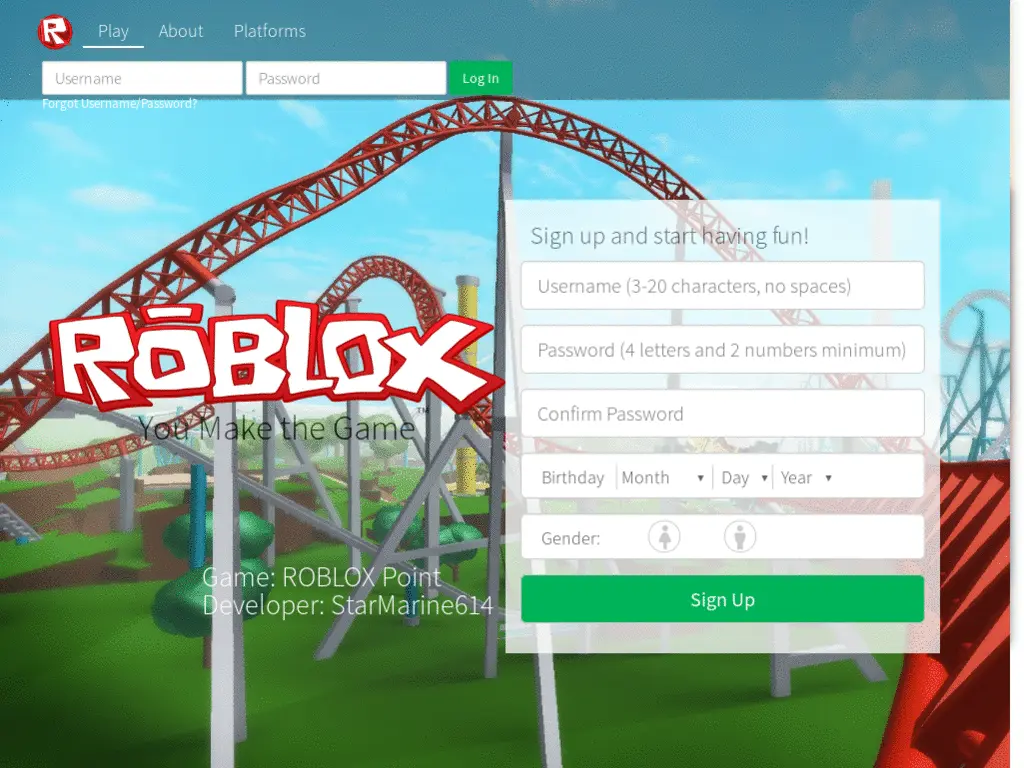 R
Play About Platforms
Username Password Log In
Forgot Username/Password?
Sign up and start having fun!
Username (3-20 characters, no spaces)
Password (4 letters and 2 numbers minimum)
Confirm Password
Birthday Month Day Year
Gender:
Sign Up
RŌBLOX
You Make the Game™
Game: ROBLOX Point
Developer: StarMarine614